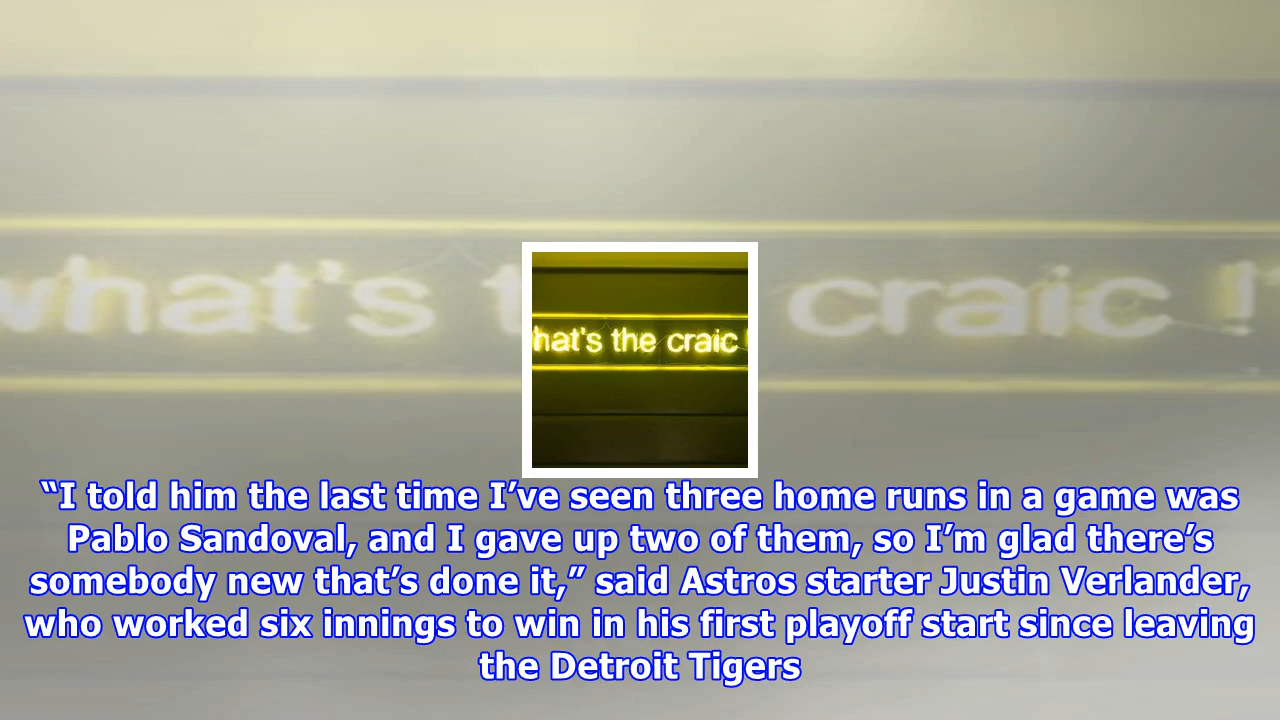 what's t craic !
hat's the craic
“I told him the last time I’ve seen three home runs in a game was
Pablo Sandoval, and I gave up two of them, so I’m glad there’s
somebody new that’s done it,” said Astros starter Justin Verlander,
who worked six innings to win in his first playoff start since leaving
the Detroit Tigers